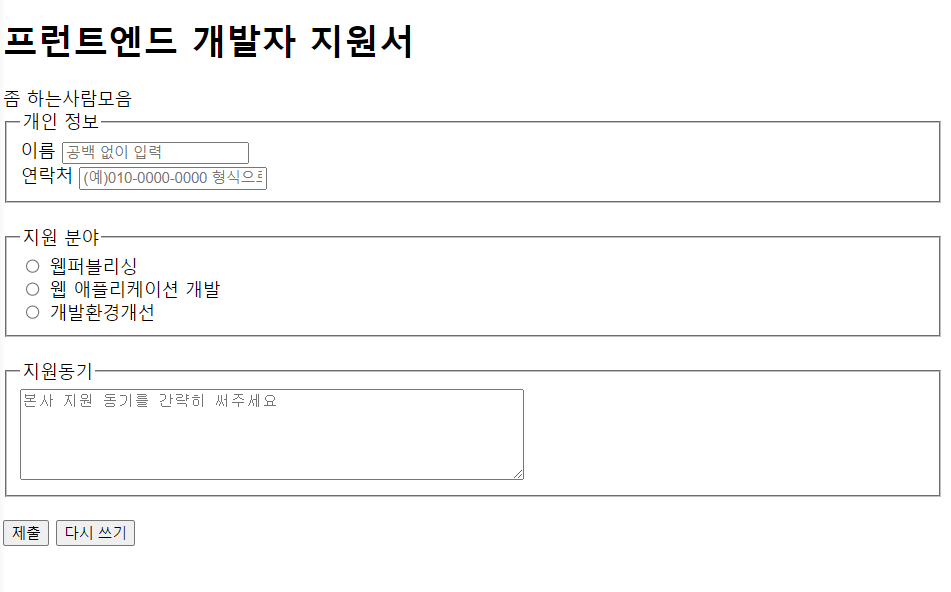 프런트엔드 개발자 지원서
좀 하는사람모음
개인 정보
이름 공백 없이 입력
연락처 (예)010-0000-0000 형식으로
지원 분야
웹퍼블리싱
웹 애플리케이션 개발
개발환경개선
지원동기
본사 지원 동기를 간략히 써주세요
제출 다시 쓰기